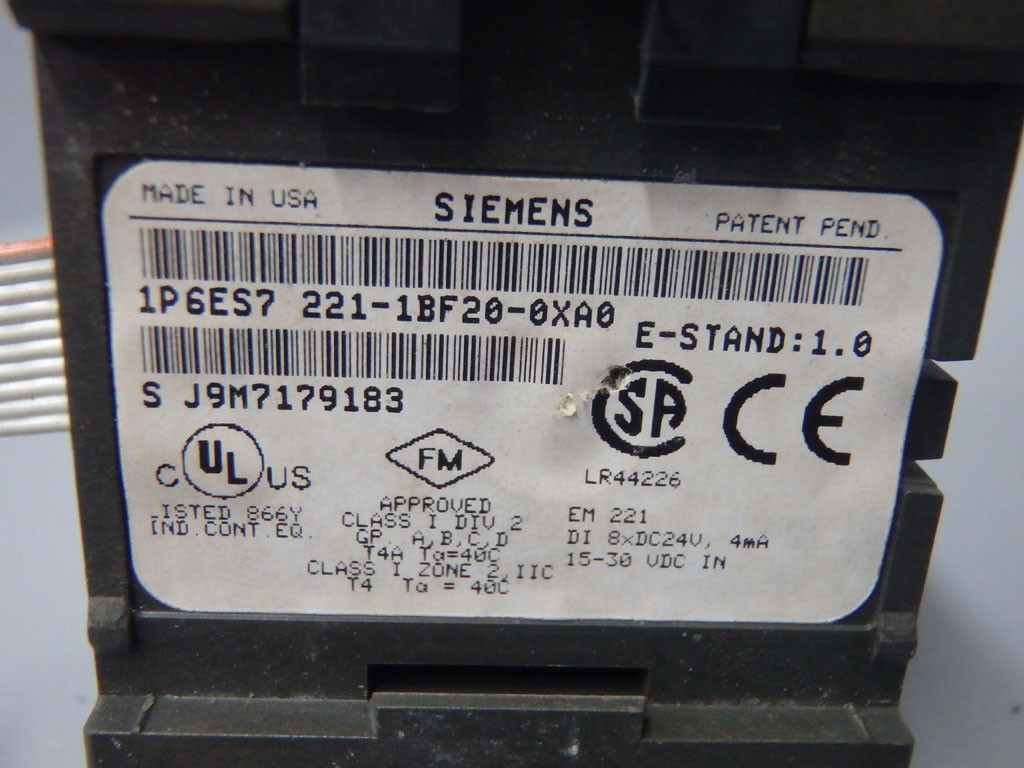 MADE IN USA
SIEMENS
PATENT PEND.
1P6ES7 221-1BF20-0XA0
E-STAND:1.0
S J9M7179183
SA
CE
LR44226
C UL US
LISTED 866Y
IND.CONT.EQ.
FM
APPROVED
CLASS I DIV 2
GP. A,B,C,D
T4A Ta=40C
CLASS I ZONE 2,IIC
T4 Ta = 40C
EM 221
DI 8xDC24V, 4mA
15-30 VDC IN